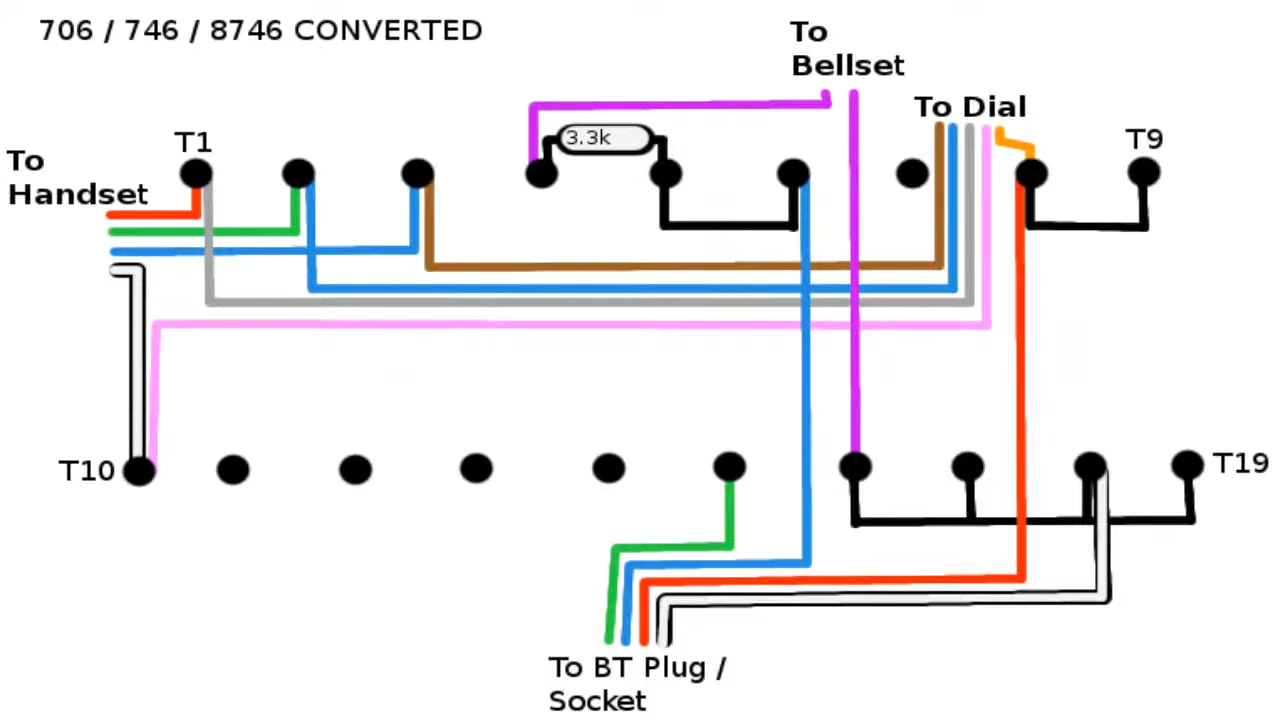 706 / 746 / 8746 CONVERTED
To
Bellset
To Dial
T1
T9
3.3k
To
Handset
T10
T19
To BT Plug /
Socket